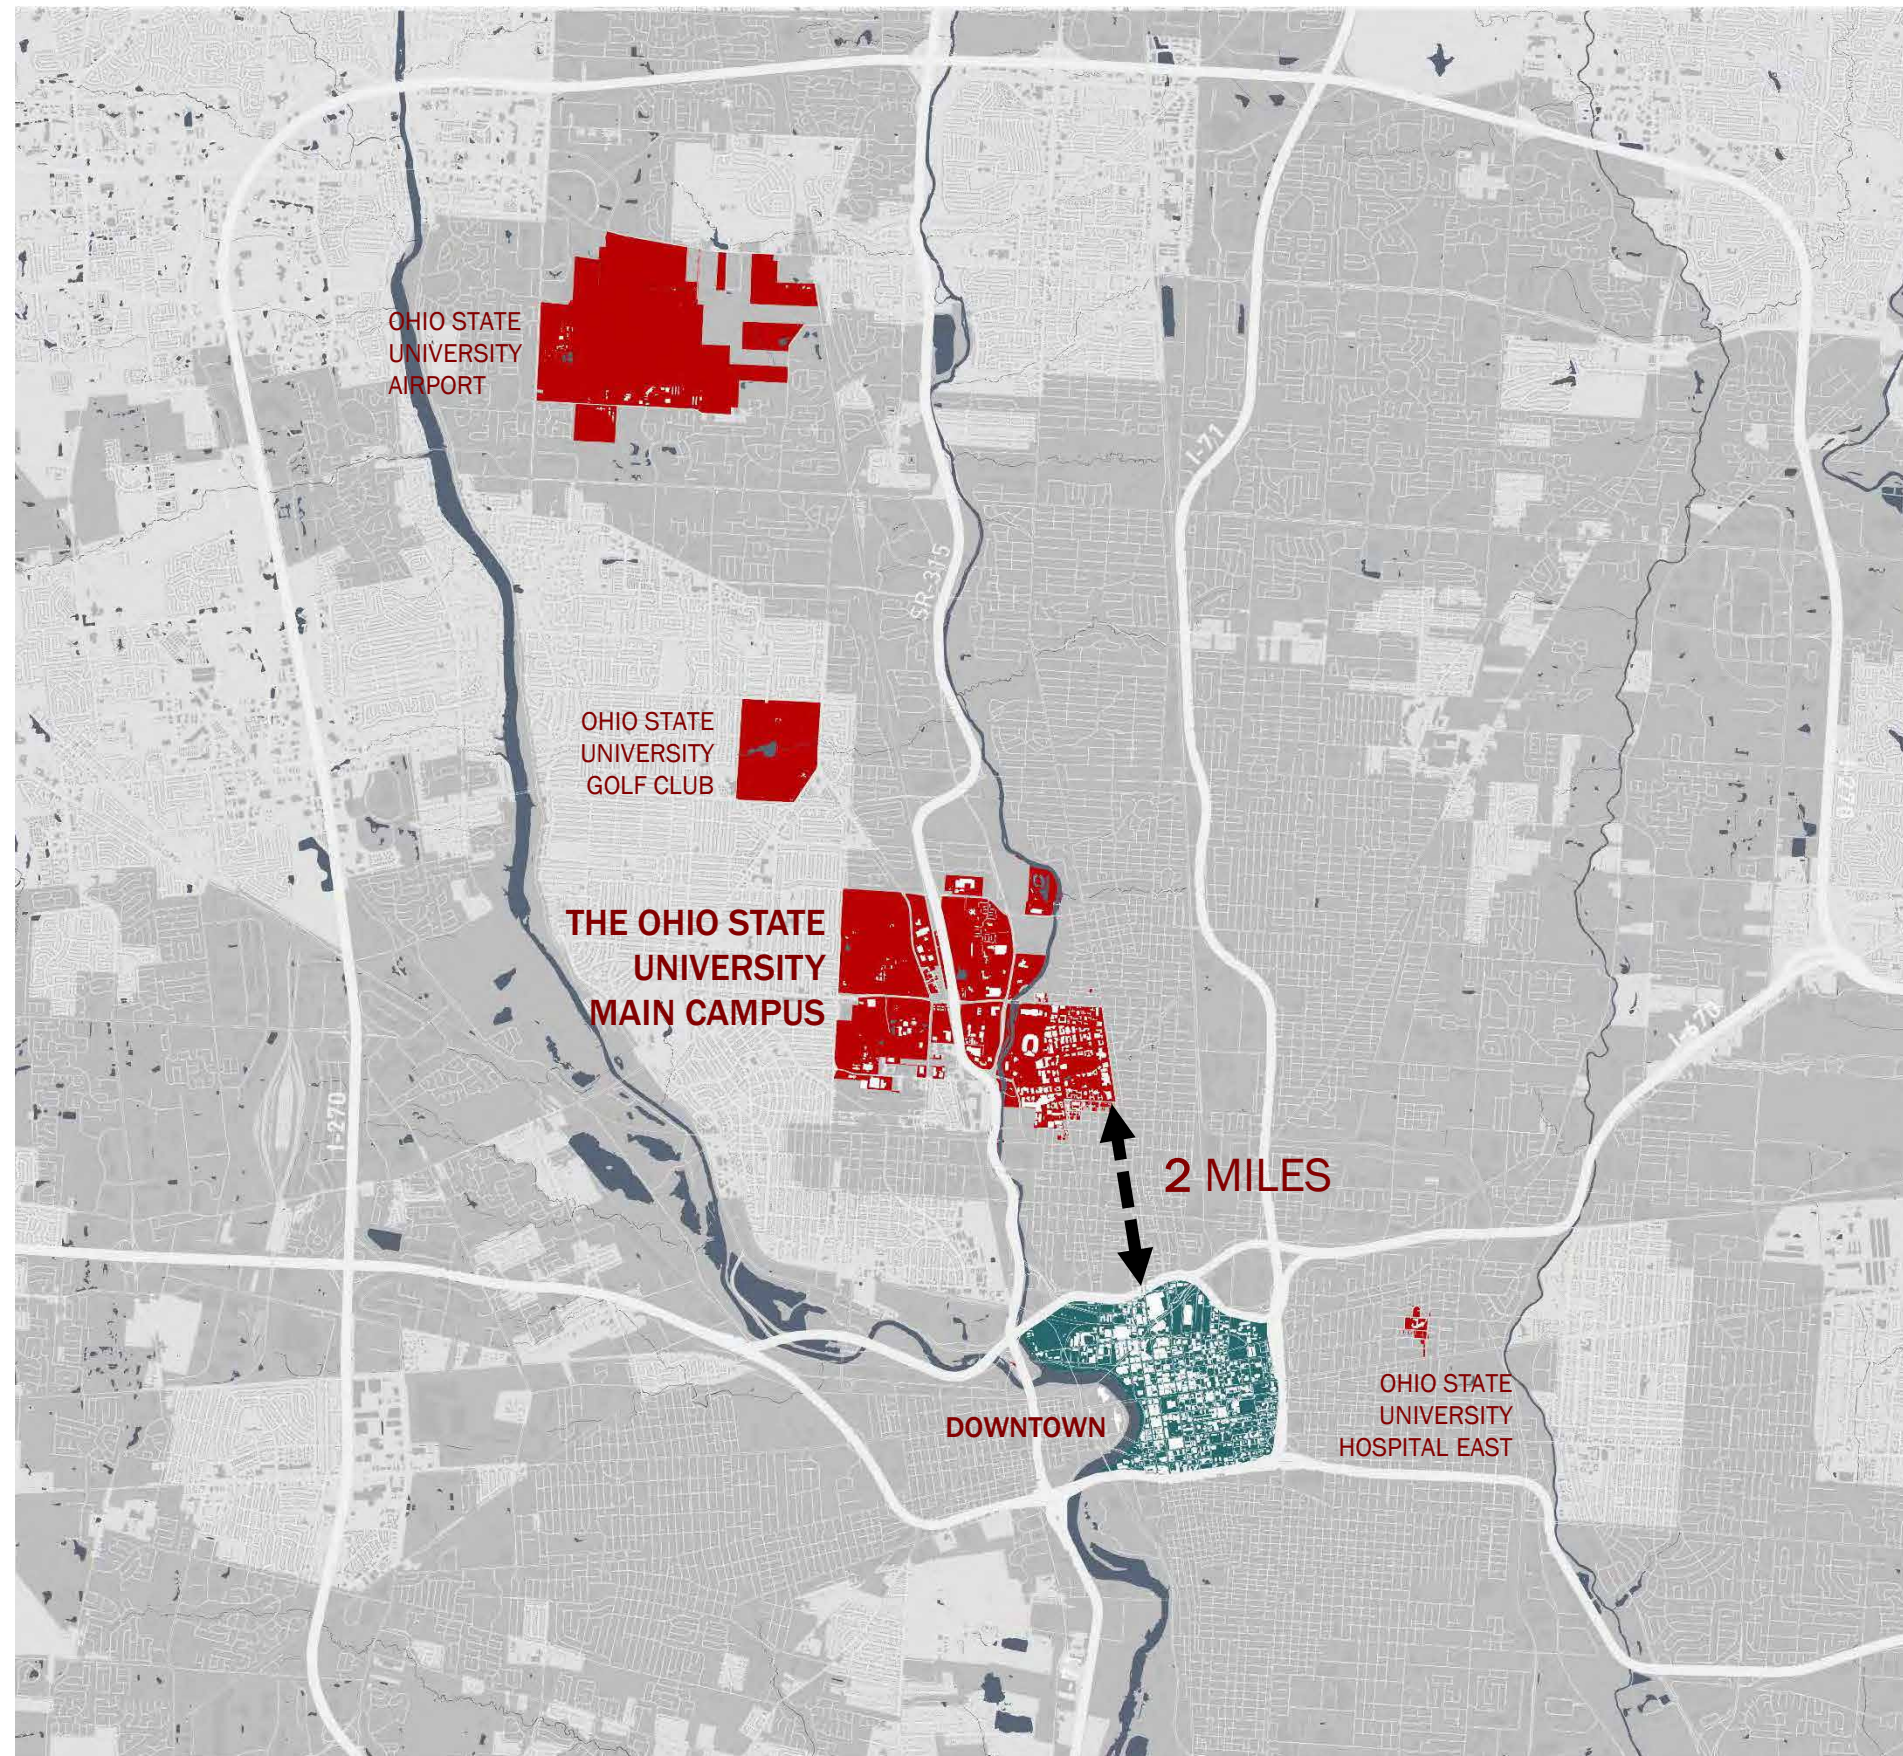 OHIO STATE
UNIVERSITY
AIRPORT
I-71
SR-315
OHIO STATE
UNIVERSITY
GOLF CLUB
I-270
THE OHIO STATE
UNIVERSITY
MAIN CAMPUS
I-670
I-270
2 MILES
OHIO STATE
UNIVERSITY
HOSPITAL EAST
DOWNTOWN